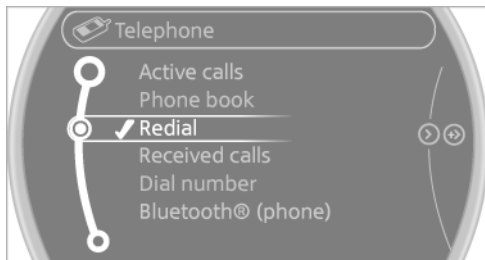 Telephone
Active calls
Phone book
Redial
Received calls
Dial number
Bluetooth® (phone)